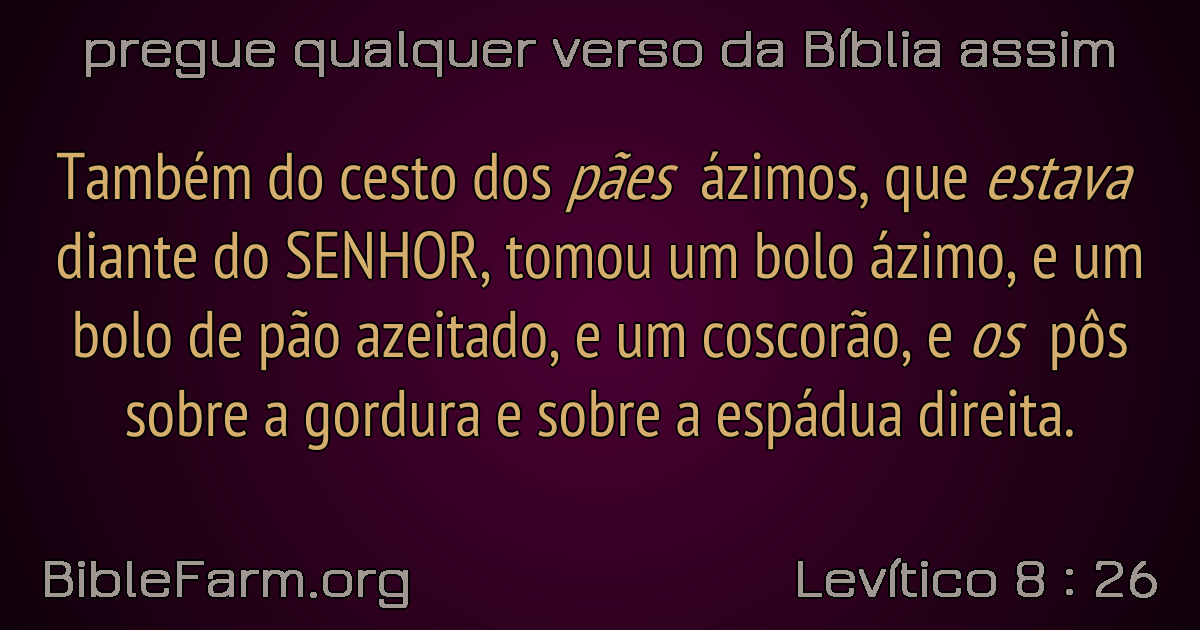 pregue qualquer verso da Bíblia assim
Também do cesto dos pães ázimos, que estava
diante do SENHOR, tomou um bolo ázimo, e um
bolo de pão azeitado, e um coscorão, e os pôs
sobre a gordura e sobre a espádua direita.
BibleFarm.org
Levítico 8 : 26